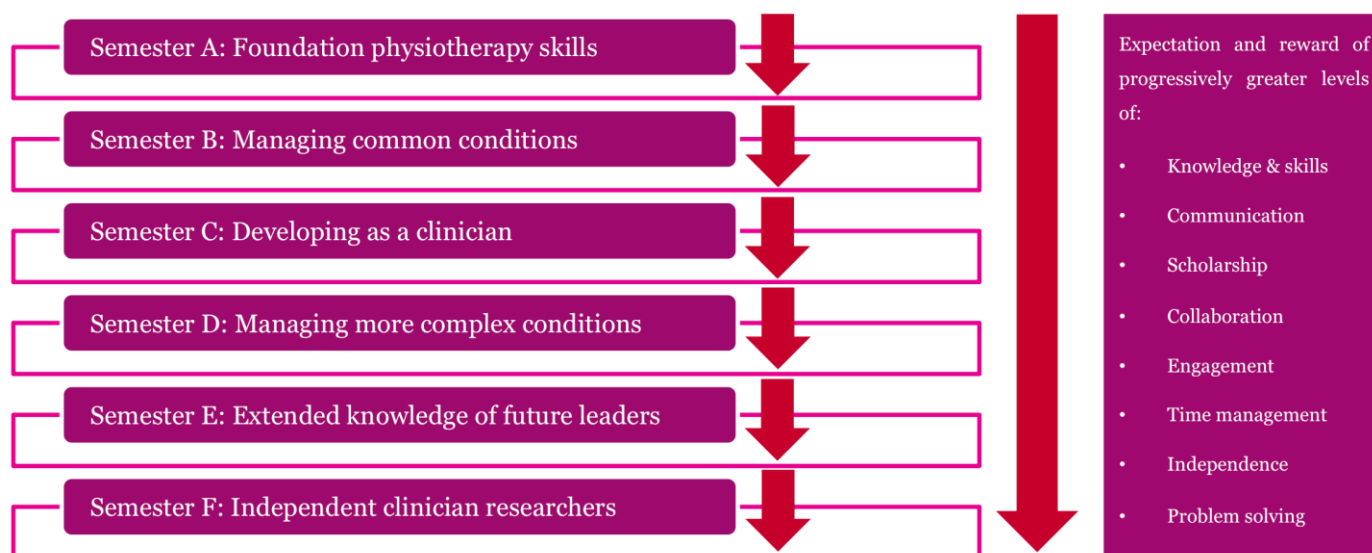 Semester A: Foundation physiotherapy skills
Semester B: Managing common conditions
Semester C: Developing as a clinician
Semester D: Managing more complex conditions
Semester E: Extended knowledge of future leaders
Semester F: Independent clinician researchers
Expectation and reward of
progressively greater levels
of:
• Knowledge & skills
• Communication
• Scholarship
• Collaboration
• Engagement
• Time management
• Independence
• Problem solving